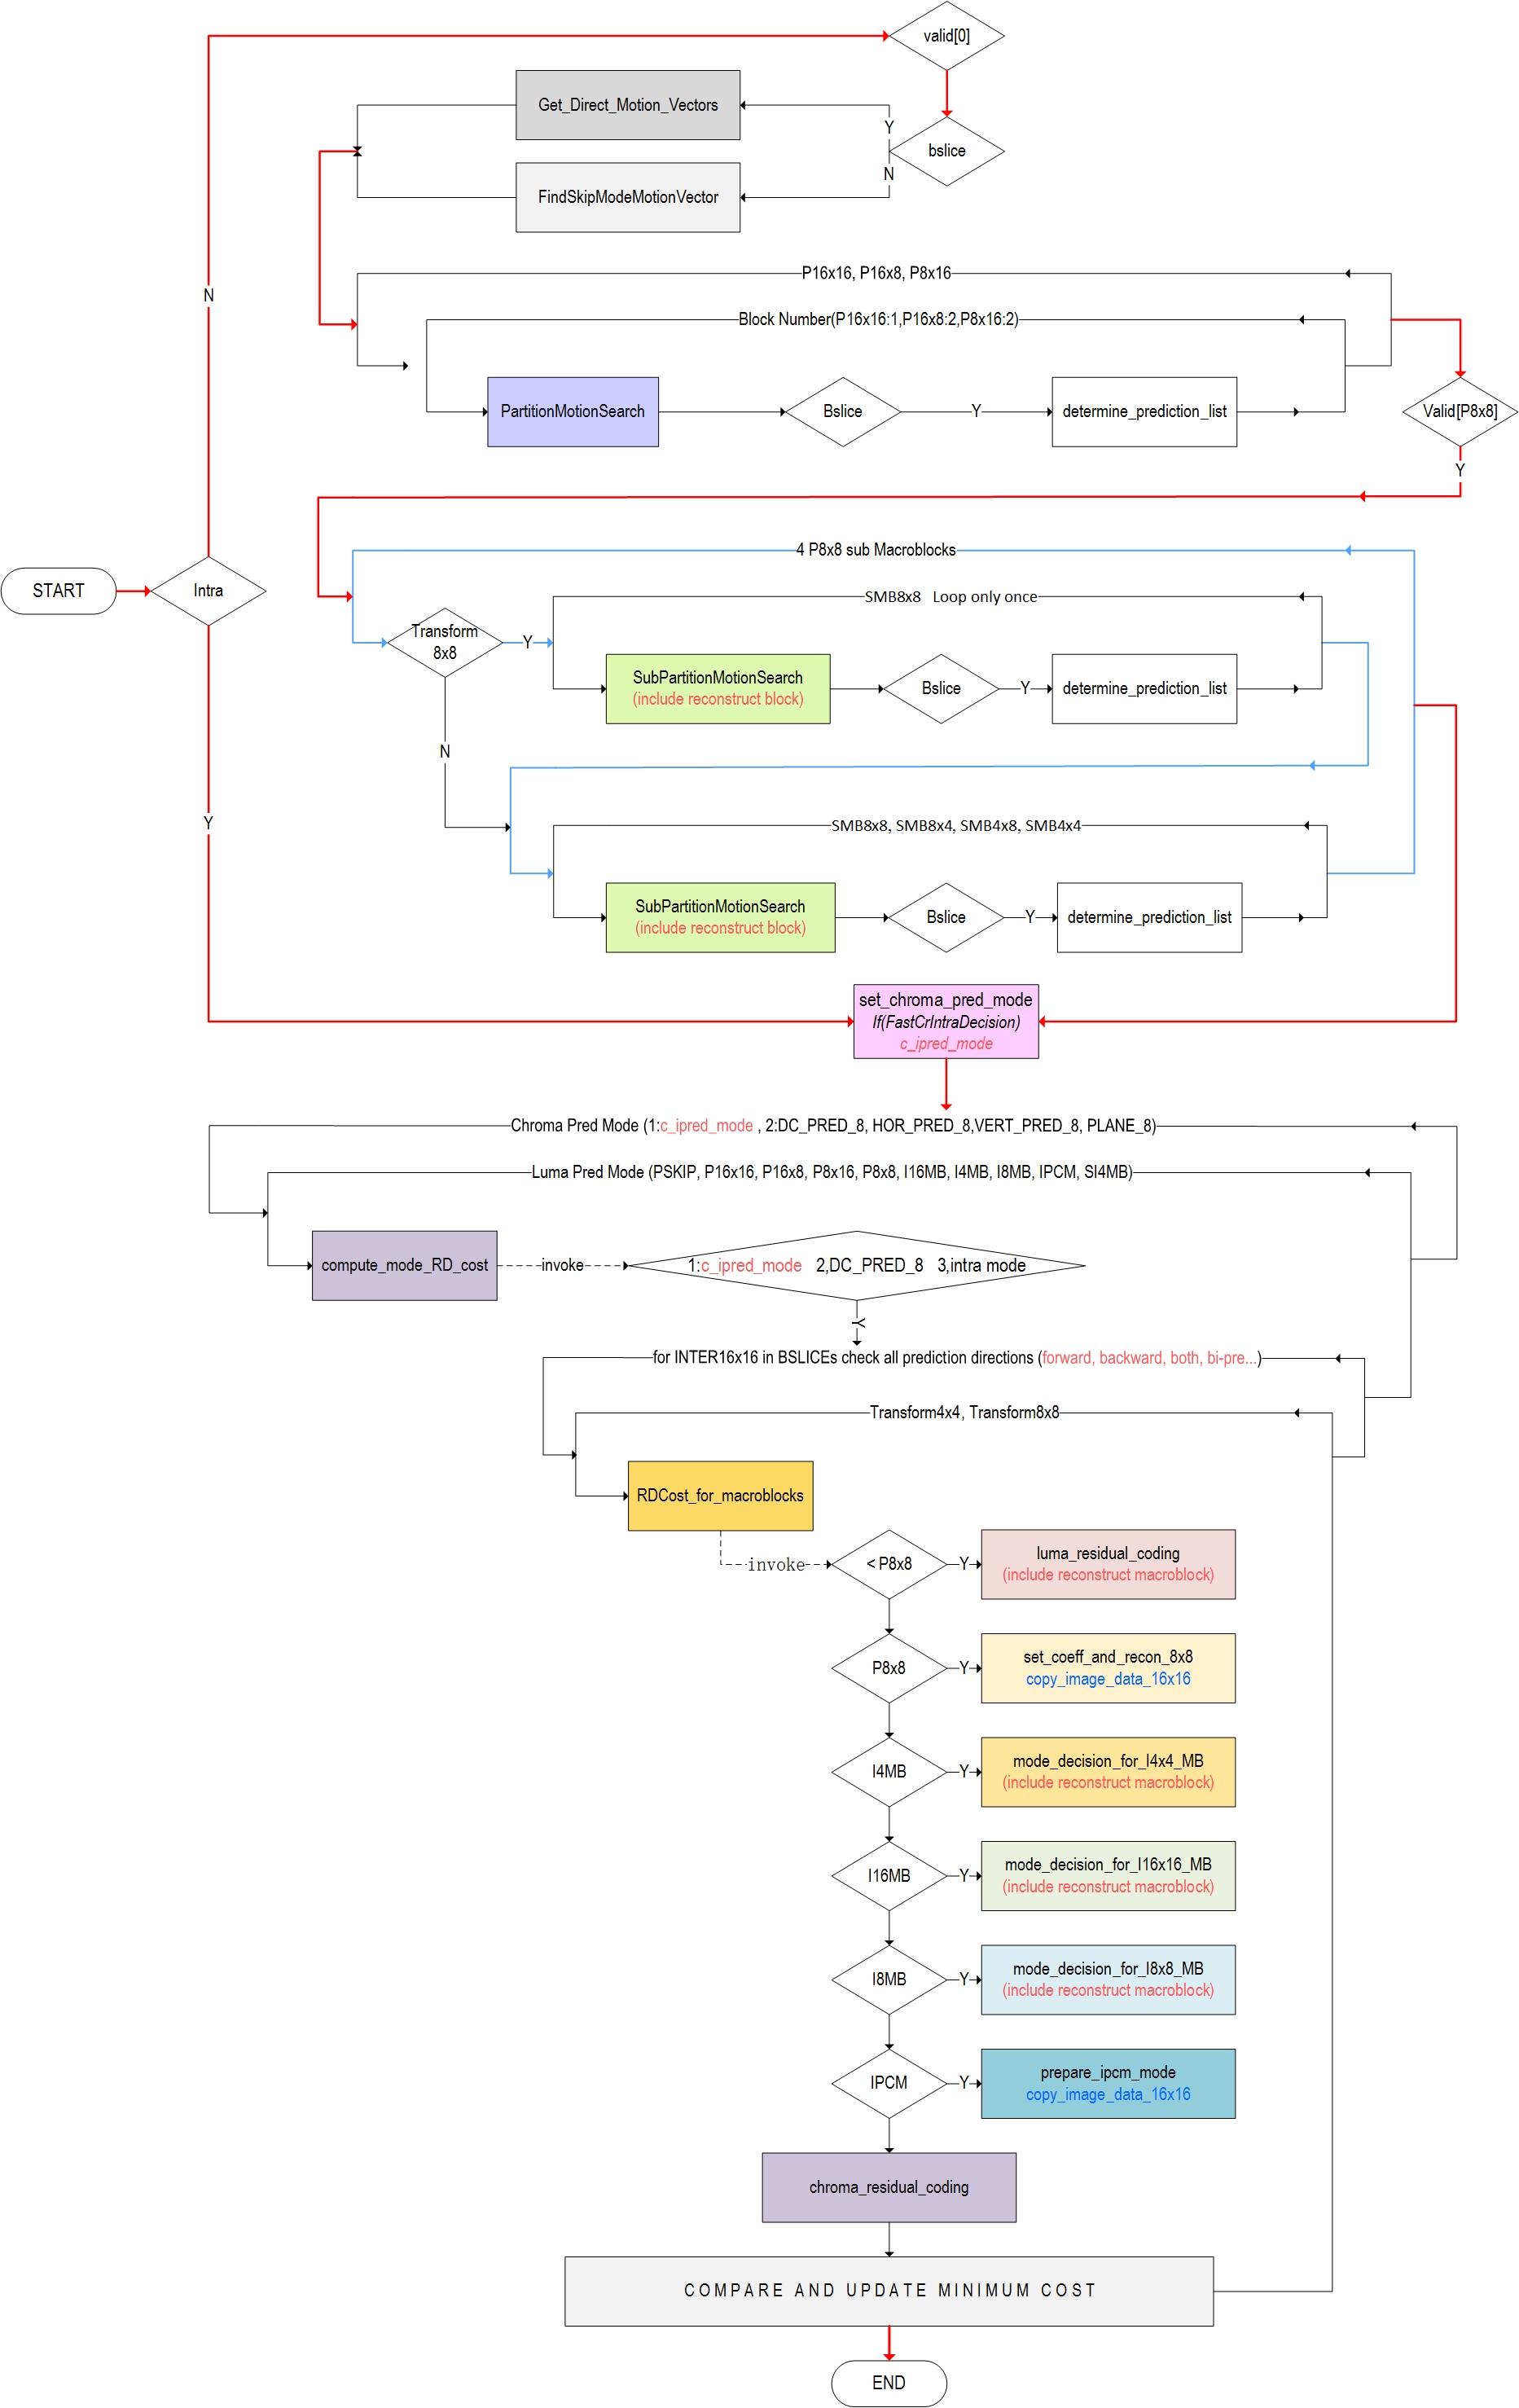 valid[0]
Get_Direct_Motion_Vectors
Y
bslice
N
FindSkipModeMotionVector
P16x16, P16x8, P8x16
N
Block Number(P16x16:1,P16x8:2,P8x16:2)
PartitionMotionSearch
Bslice
Y
determine_prediction_list
Valid[P8x8]
Y
4 P8x8 sub Macroblocks
START
Intra
SMB8x8 Loop only once
Transform
8x8
Y
SubPartitionMotionSearch
(include reconstruct block)
Bslice
Y
determine_prediction_list
N
Y
SMB8x8, SMB8x4, SMB4x8, SMB4x4
SubPartitionMotionSearch
(include reconstruct block)
Bslice
Y
determine_prediction_list
set_chroma_pred_mode
If(FastCrIntraDecision)
c_ipred_mode
Chroma Pred Mode (1:c_ipred_mode , 2:DC_PRED_8, HOR_PRED_8,VERT_PRED_8, PLANE_8)
Luma Pred Mode (PSKIP, P16x16, P16x8, P8x16, P8x8, I16MB, I4MB, I8MB, IPCM, SI4MB)
compute_mode_RD_cost
invoke
1:c_ipred_mode 2,DC_PRED_8 3,intra mode
Y
for INTER16x16 in BSLICEs check all prediction directions (forward, backward, both, bi-pre...)
Transform4x4, Transform8x8
RDCost_for_macroblocks
invoke
< P8x8
Y
luma_residual_coding
(include reconstruct macroblock)
P8x8
Y
set_coeff_and_recon_8x8
copy_image_data_16x16
I4MB
Y
mode_decision_for_I4x4_MB
(include reconstruct macroblock)
I16MB
Y
mode_decision_for_I16x16_MB
(include reconstruct macroblock)
I8MB
Y
mode_decision_for_I8x8_MB
(include reconstruct macroblock)
IPCM
Y
prepare_ipcm_mode
copy_image_data_16x16
chroma_residual_coding
COMPARE AND UPDATE MINIMUM COST
END